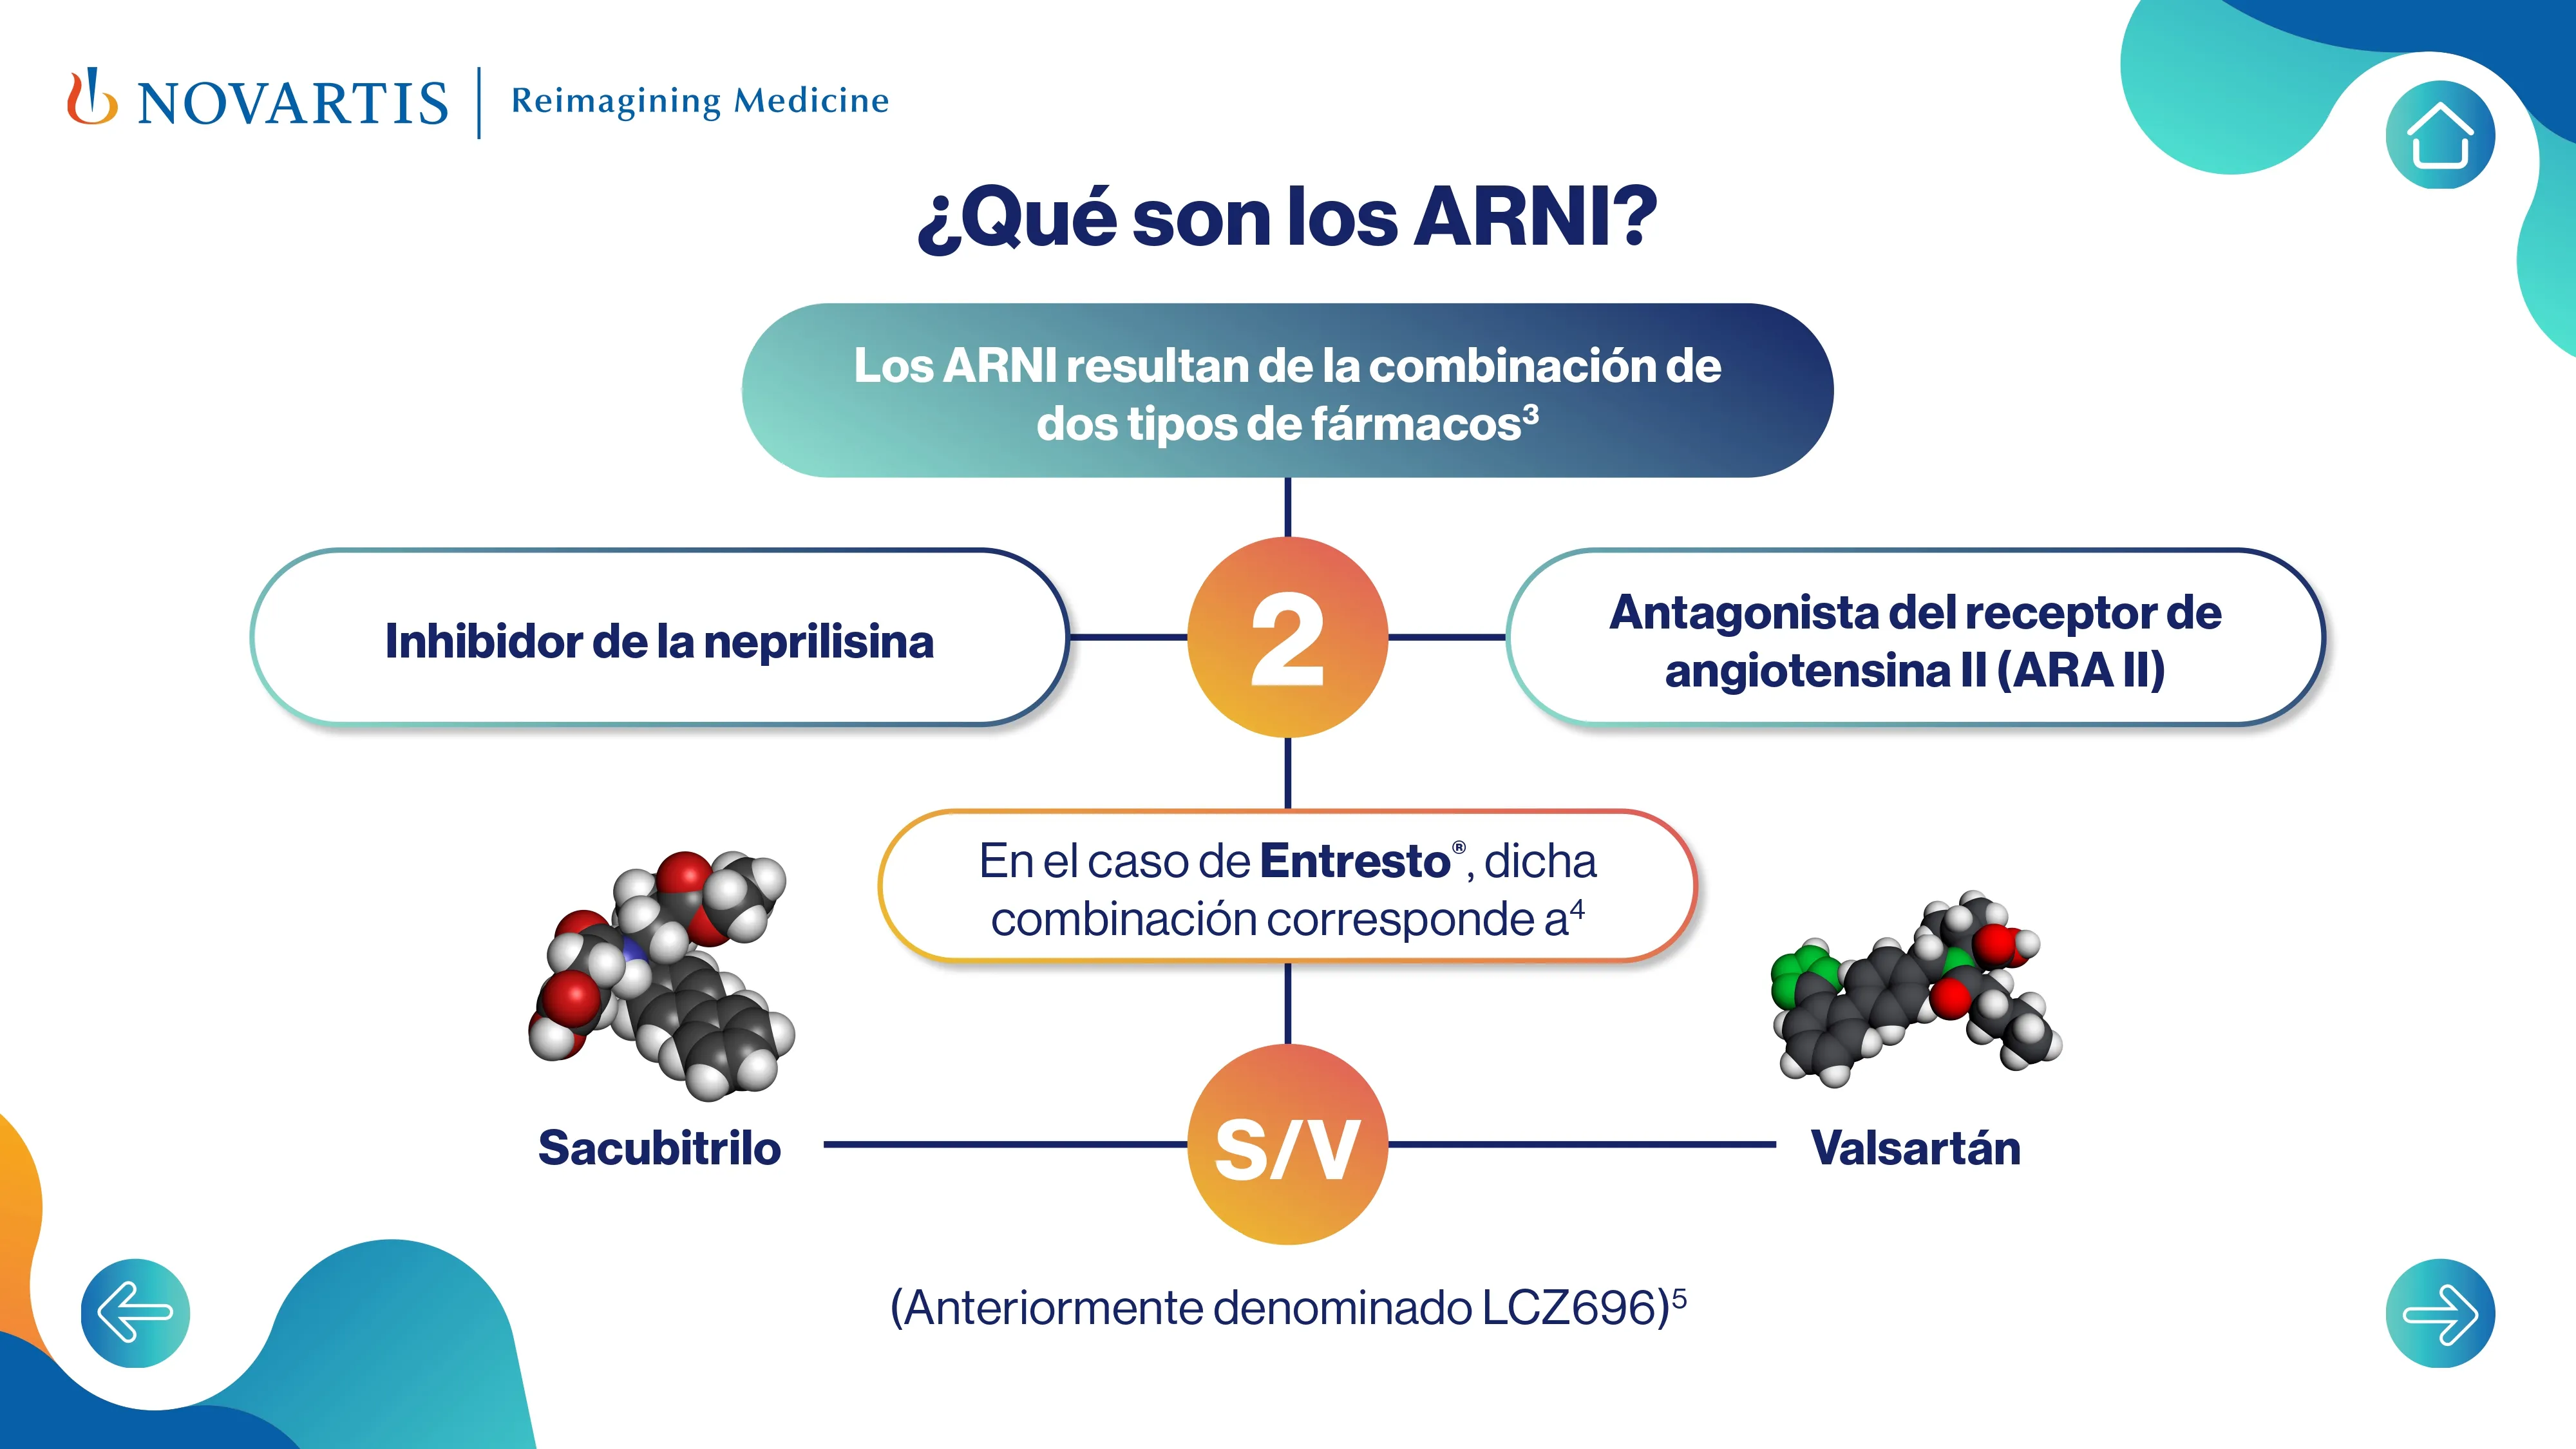 NOVARTIS | Reimagining Medicine
¿Qué son los ARNI?
Los ARNI resultan de la combinación de
dos tipos de fármacos³
Inhibidor de la neprilisina
2
Antagonista del receptor de
angiotensina II (ARA II)
En el caso de Entresto®, dicha
combinación corresponde a⁴
Sacubitrilo
S/V
Valsartán
(Anteriormente denominado LCZ696)⁵